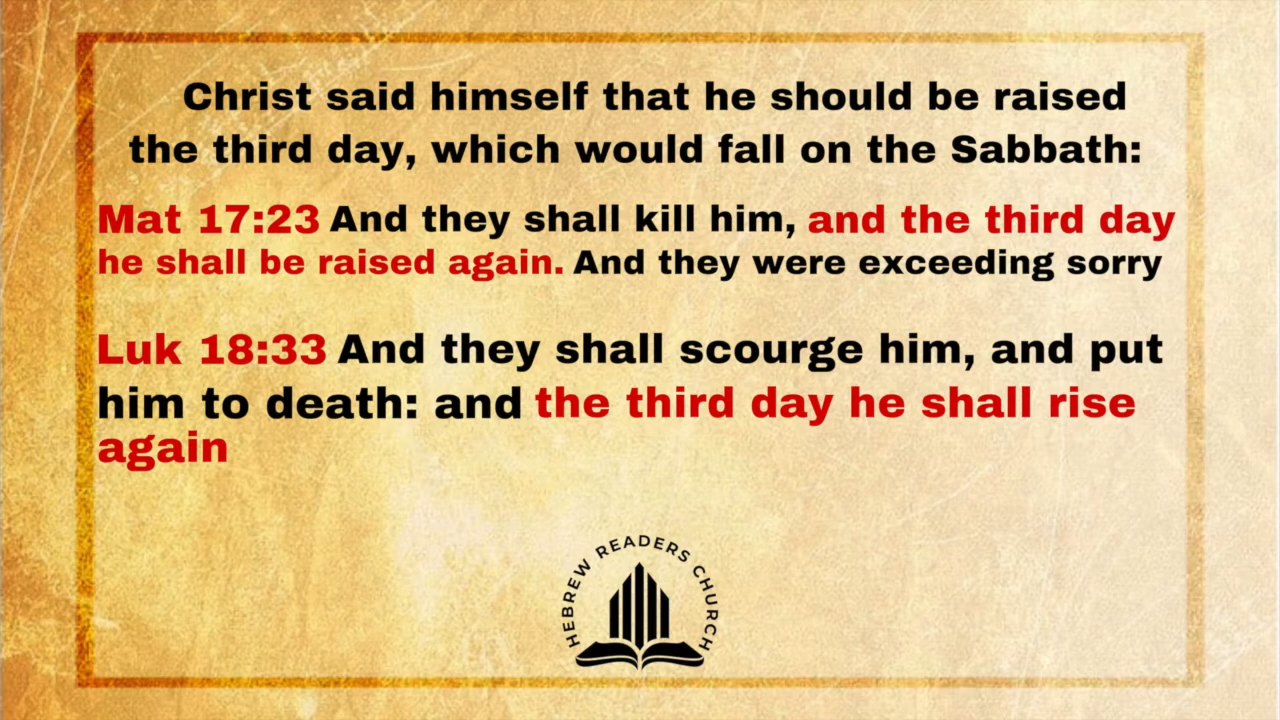 Christ said himself that he should be raised
the third day, which would fall on the Sabbath:
Mat 17:23 And they shall kill him, and the third day
he shall be raised again. And they were exceeding sorry
Luk 18:33 And they shall scourge him, and put
him to death: and the third day he shall rise
again
HEBREW READERS CHURCH